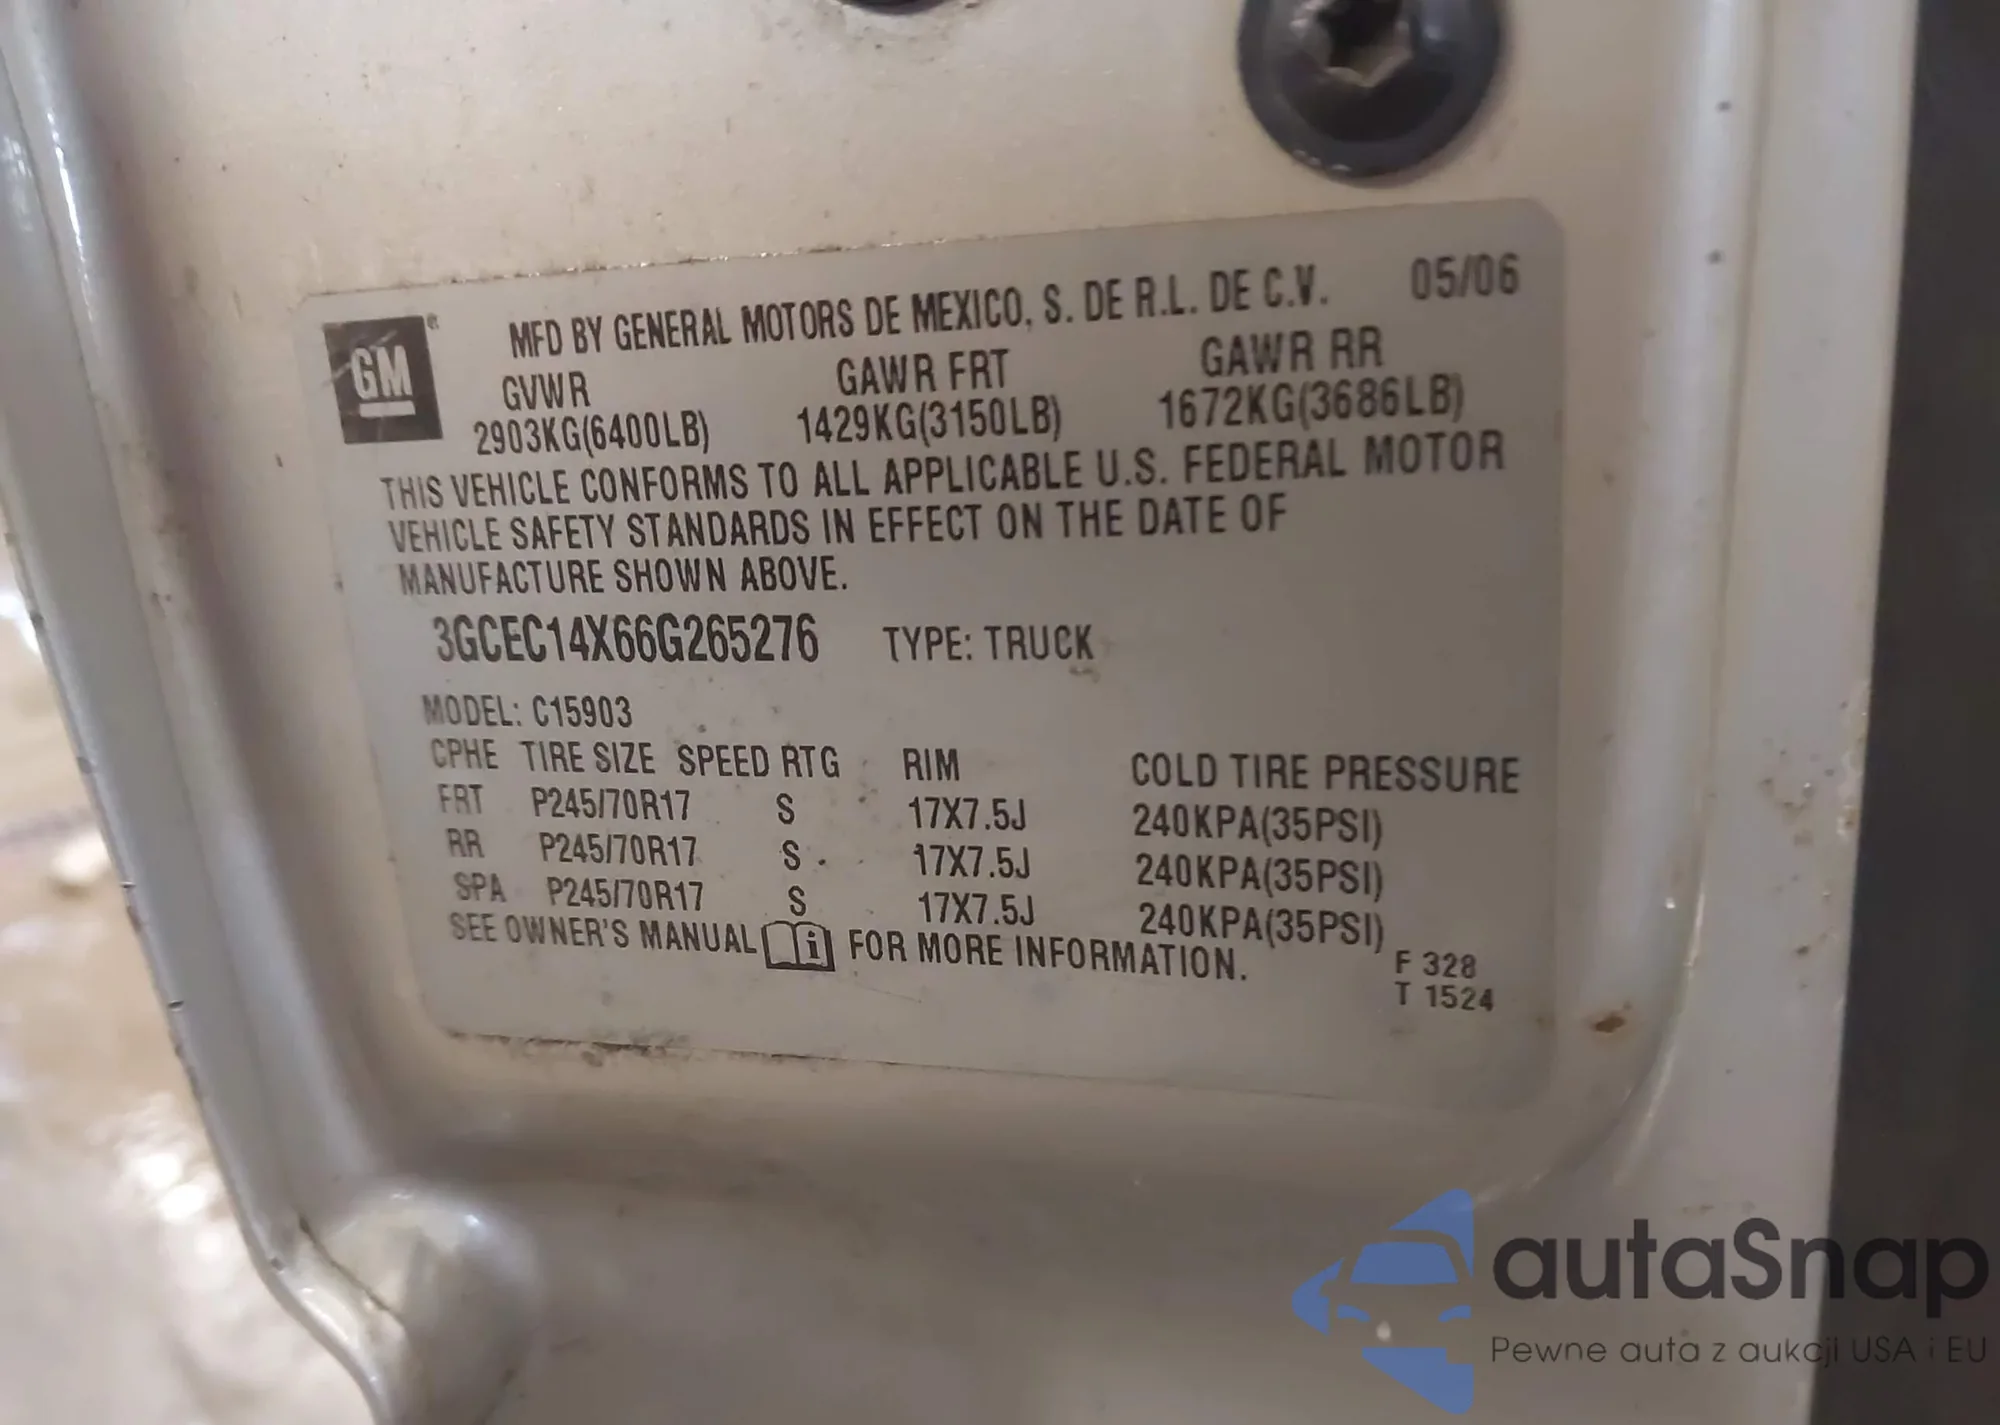 GM®
MFD BY GENERAL MOTORS DE MEXICO, S. DE R.L. DE C.V. 05/06
GVWR GAWR FRT GAWR RR
2903KG(6400LB) 1429KG(3150LB) 1672KG(3686LB)
THIS VEHICLE CONFORMS TO ALL APPLICABLE U.S. FEDERAL MOTOR
VEHICLE SAFETY STANDARDS IN EFFECT ON THE DATE OF
MANUFACTURE SHOWN ABOVE.
3GCEC14X66G265276 TYPE: TRUCK
MODEL: C15903
CPHE TIRE SIZE SPEED RTG RIM COLD TIRE PRESSURE
FRT P245/70R17 S 17X7.5J 240KPA(35PSI)
RR P245/70R17 S 17X7.5J 240KPA(35PSI)
SPA P245/70R17 S 17X7.5J 240KPA(35PSI)
SEE OWNER'S MANUAL i FOR MORE INFORMATION.
F 328
T 1524
autaSnap
Pewne auta z aukcji USA i EU